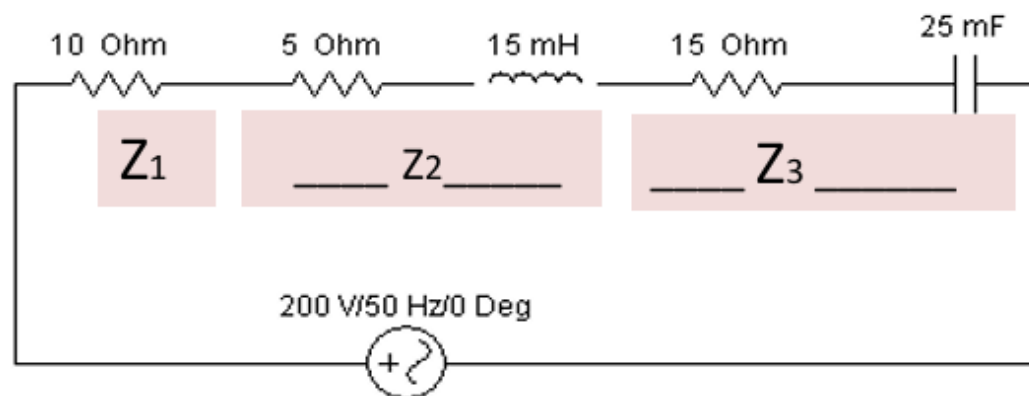 10 Ohm 5 Ohm 15 mH 15 Ohm 25 mF
Z1 ____ Z2______ ____ Z3 ______
200 V/50 Hz/0 Deg
+